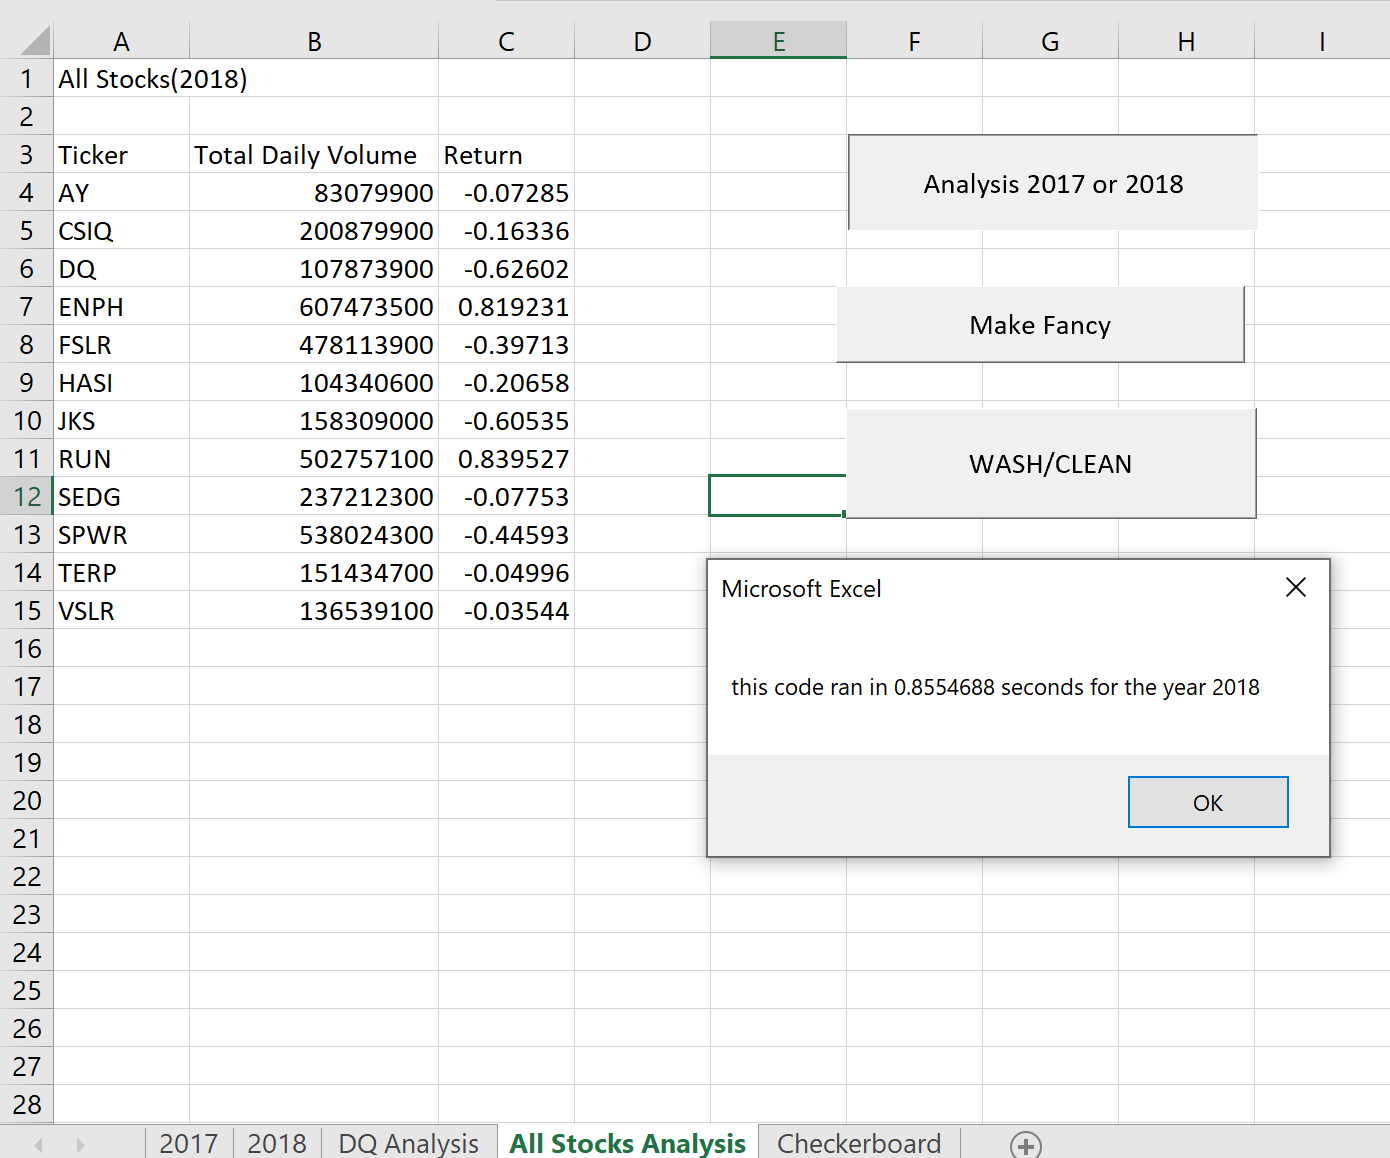 A B C D E F G H I
1 All Stocks(2018)
2
3 Ticker Total Daily Volume Return
4 AY 83079900 -0.07285
5 CSIQ 200879900 -0.16336
6 DQ 107873900 -0.62602
7 ENPH 607473500 0.819231
8 FSLR 478113900 -0.39713
9 HASI 104340600 -0.20658
10 JKS 158309000 -0.60535
11 RUN 502757100 0.839527
12 SEDG 237212300 -0.07753
13 SPWR 538024300 -0.44593
14 TERP 151434700 -0.04996
15 VSLR 136539100 -0.03544
16
17
18
19
20
21
22
23
24
25
26
27
28
Analysis 2017 or 2018
Make Fancy
WASH/CLEAN
Microsoft Excel
this code ran in 0.8554688 seconds for the year 2018
OK
2017 2018 DQ Analysis All Stocks Analysis Checkerboard